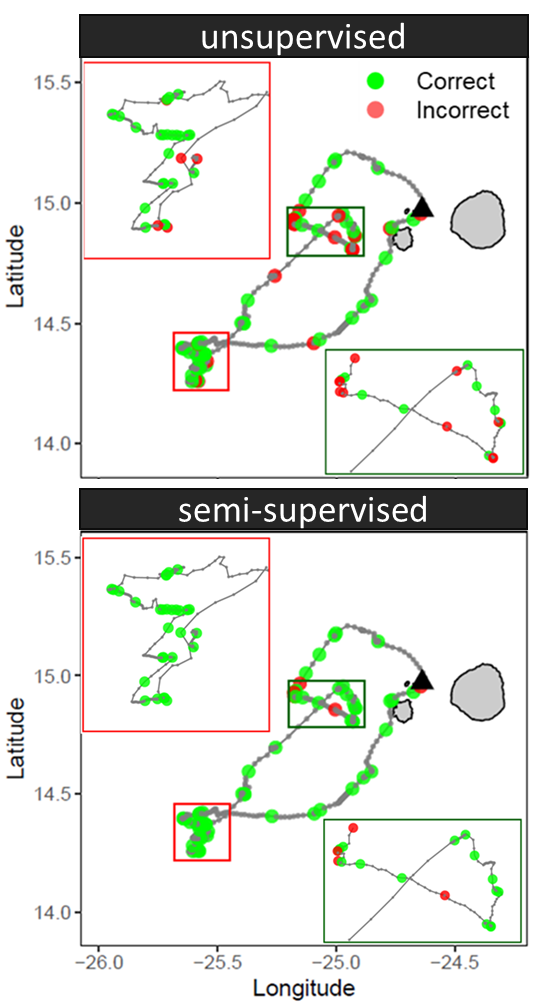 unsupervised
Correct
Incorrect
15.5
15.0
14.5
14.0
Latitude
semi-supervised
15.5
15.0
14.5
14.0
Latitude
−26.0 −25.5 −25.0 −24.5
Longitude